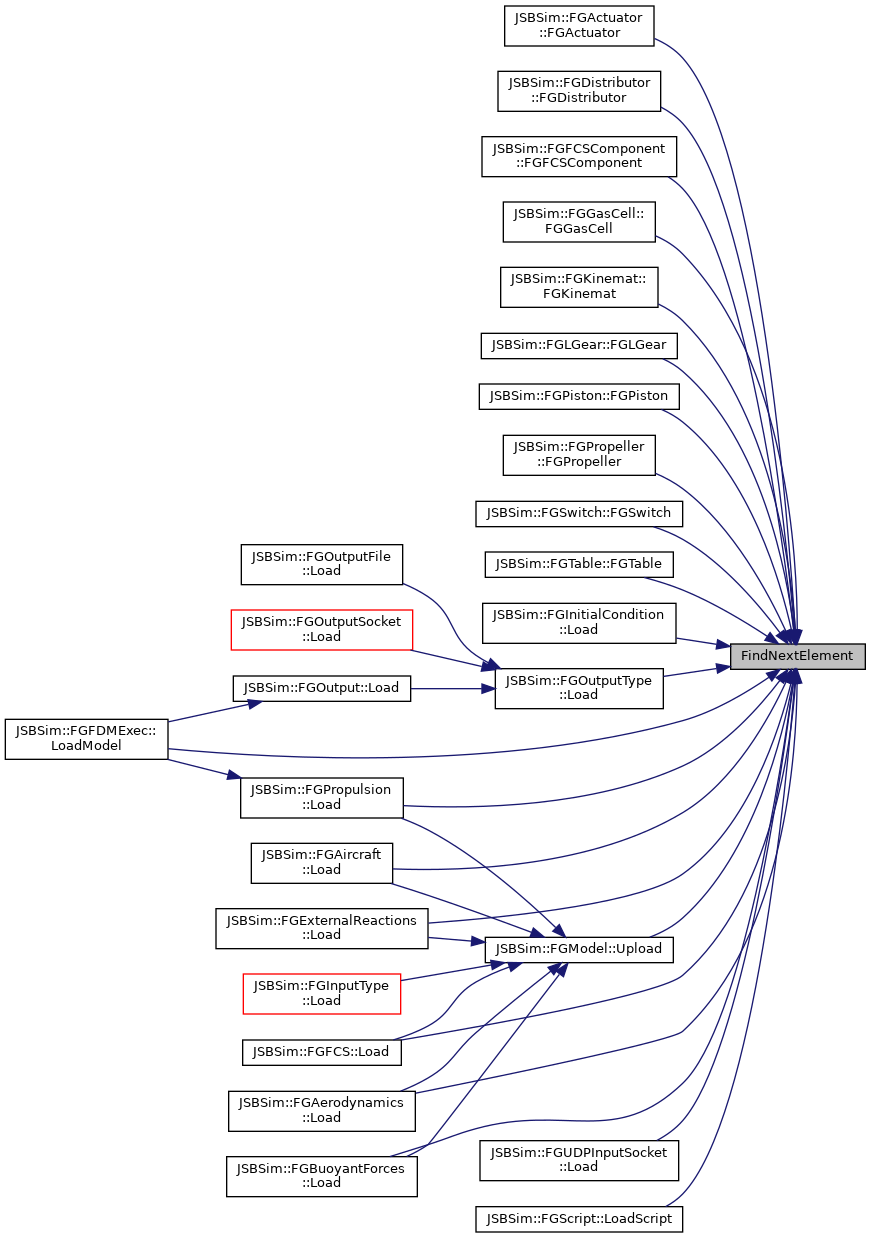 JSBSim::FGActuator
::FGActuator
JSBSim::FGDistributor
::FGDistributor
JSBSim::FGFCSComponent
::FGFCSComponent
JSBSim::FGGasCell::
FGGasCell
JSBSim::FGKinemat::
FGKinemat
JSBSim::FGLGear::FGLGear
JSBSim::FGPiston::FGPiston
JSBSim::FGPropeller
::FGPropeller
JSBSim::FGSwitch::FGSwitch
JSBSim::FGTable::FGTable
JSBSim::FGInitialCondition
::Load
FindNextElement
JSBSim::FGOutputType
::Load
JSBSim::FGOutputFile
::Load
JSBSim::FGOutputSocket
::Load
JSBSim::FGOutput::Load
JSBSim::FGFDMExec::
LoadModel
JSBSim::FGPropulsion
::Load
JSBSim::FGAircraft
::Load
JSBSim::FGExternalReactions
::Load
JSBSim::FGModel::Upload
JSBSim::FGInputType
::Load
JSBSim::FGFCS::Load
JSBSim::FGAerodynamics
::Load
JSBSim::FGBuoyantForces
::Load
JSBSim::FGUDPInputSocket
::Load
JSBSim::FGScript::LoadScript